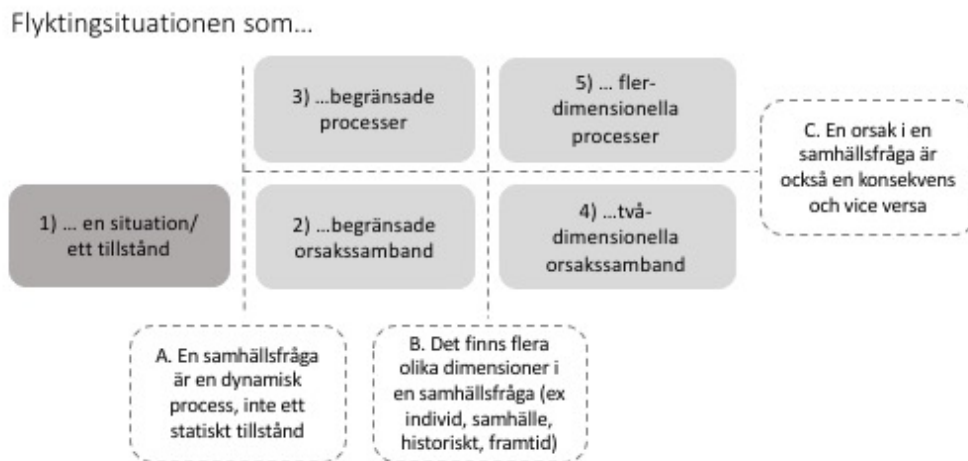 Flyktingsituationen som...
3) ...begränsade
processer
5) ... fler-
dimensionella
processer
C. En orsak i en
samhällsfråga är
också en konsekvens
och vice versa
1) ... en situation/
ett tillstånd
2) ...begränsade
orsakssamband
4) ...två-
dimensionella
orsakssamband
A. En samhällsfråga
är en dynamisk
process, inte ett
statiskt tillstånd
B. Det finns flera
olika dimensioner i
en samhällsfråga (ex
individ, samhälle,
historiskt, framtid)